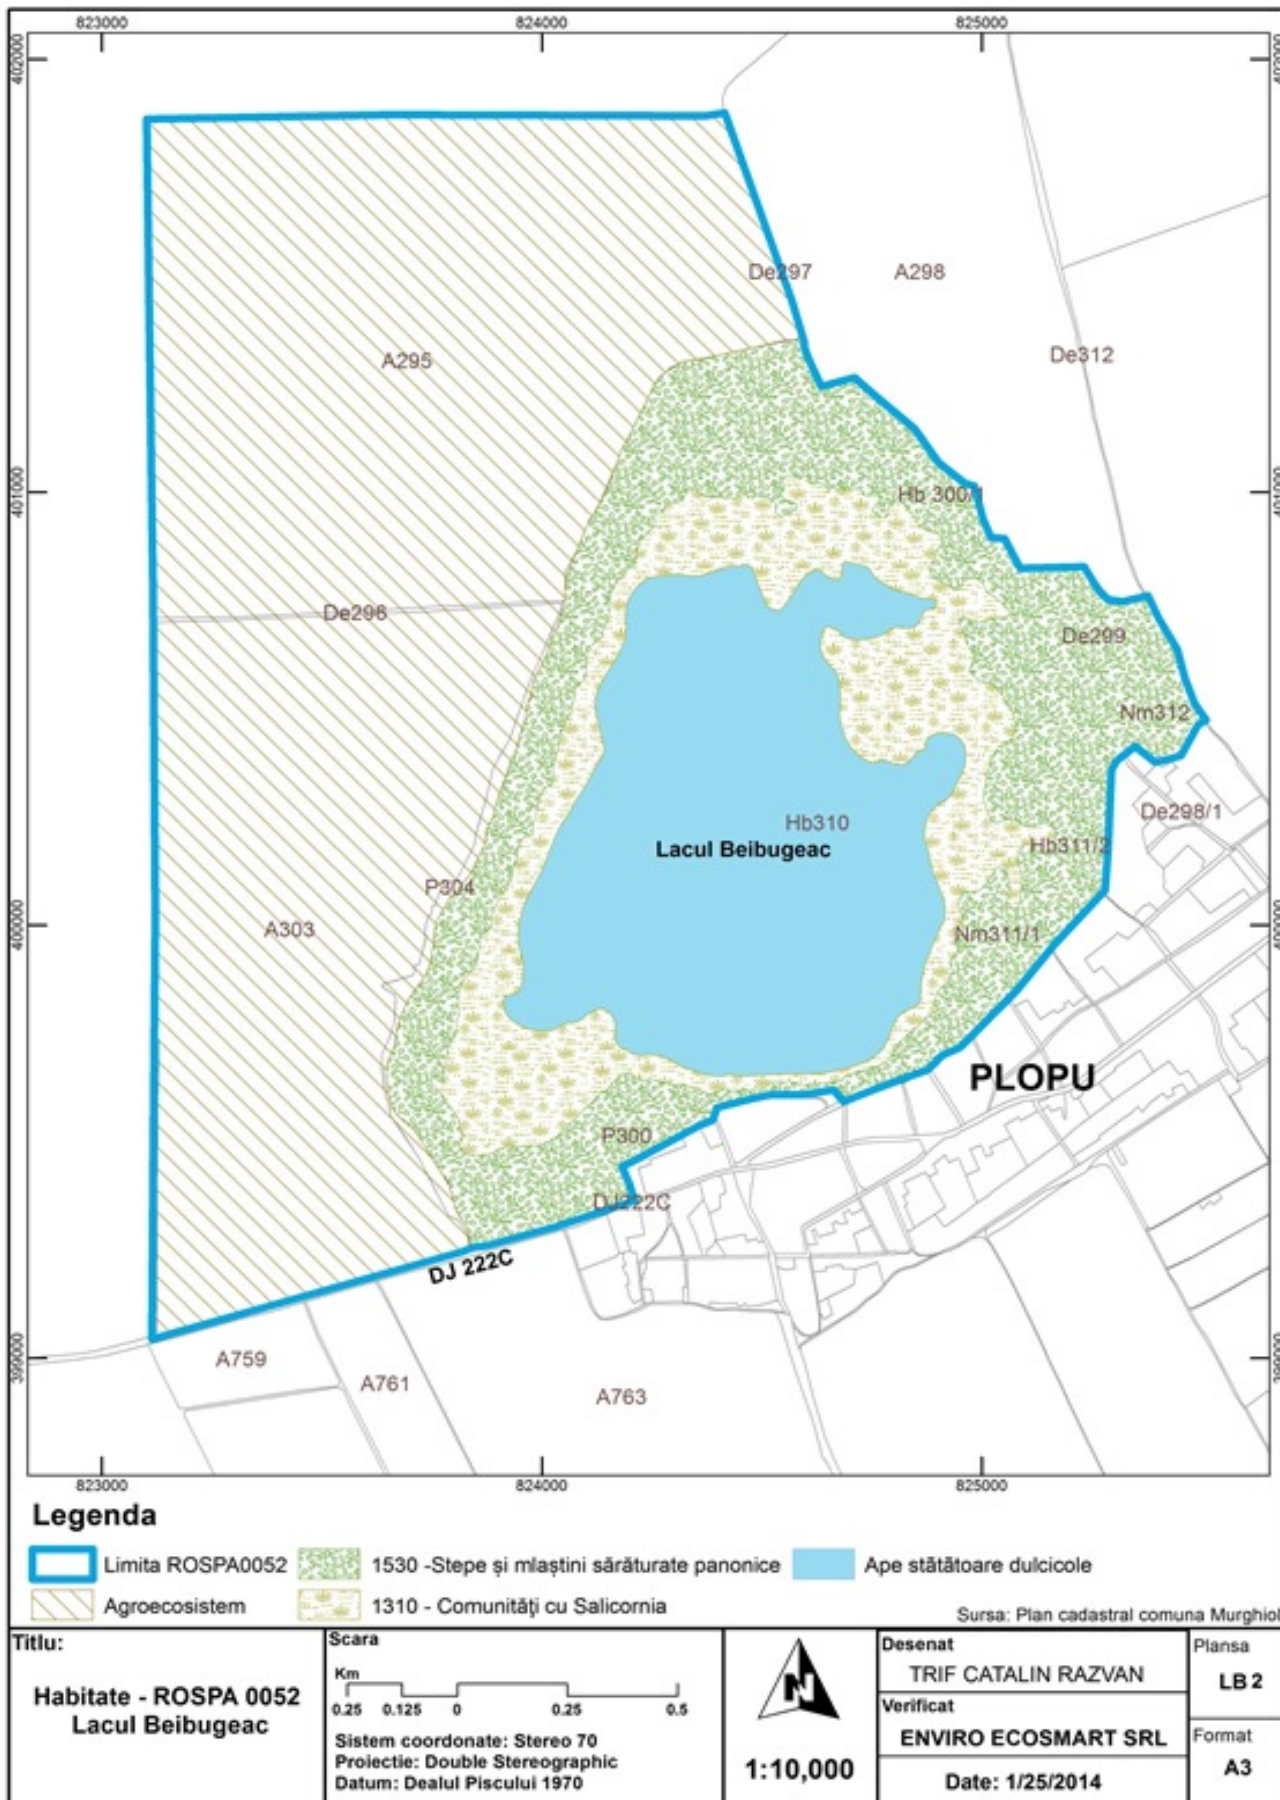 823000 824000 825000
402000 402000
De297 A298
A295 De312
401000 Hb 300/1 401000
De296 De299
Nm312
Hb310 De298/1
Lacul Beibugeac Hb311/2
P304
400000 A303 Nm311/1 400000
PLOPU
P300
DJ222C
DJ 222C
399000 A759 399000
A761 A763
823000 824000 825000
Legenda
Limita ROSPA0052 1530 -Stepe și mlaștini sărăturate panonice Ape stătătoare dulcicole
Agroecosistem 1310 - Comunități cu Salicornia
Sursa: Plan cadastral comuna Murghiol
Titlu:
Habitate - ROSPA 0052
Lacul Beibugeac
Scara
Km
0.25 0.125 0 0.25 0.5
Sistem coordonate: Stereo 70
Proiectie: Double Stereographic
Datum: Dealul Piscului 1970
N
1:10,000
Desenat
TRIF CATALIN RAZVAN
Verificat
ENVIRO ECOSMART SRL
Date: 1/25/2014
Plansa
LB 2
Format
A3